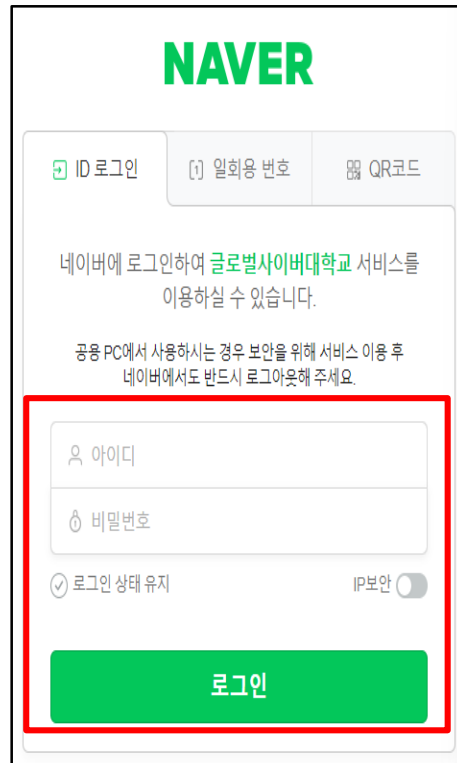 NAVER
ID 로그인
[1] 일회용 번호
QR코드
네이버에 로그인하여 글로벌사이버대학교 서비스를
이용하실 수 있습니다.
공용 PC에서 사용하시는 경우 보안을 위해 서비스 이용 후
네이버에서도 반드시 로그아웃해 주세요.
아이디
비밀번호
로그인 상태 유지
IP보안
로그인